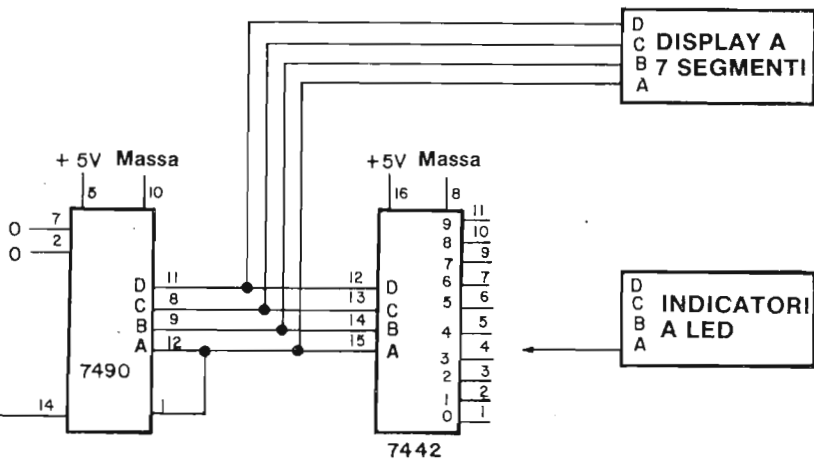 D
C
B
A
DISPLAY A
7 SEGMENTI
+ 5V Massa
5 10
0 7
0 2
D 11
C 8
B 9
A 12
7490
14 1
+5V Massa
16 8
12 D
13 C
14 B
15 A
9 11
8 10
7 9
6 7
5 6
4 5
3 4
2 3
1 2
0 1
7442
D
C
B
A
INDICATORI
A LED